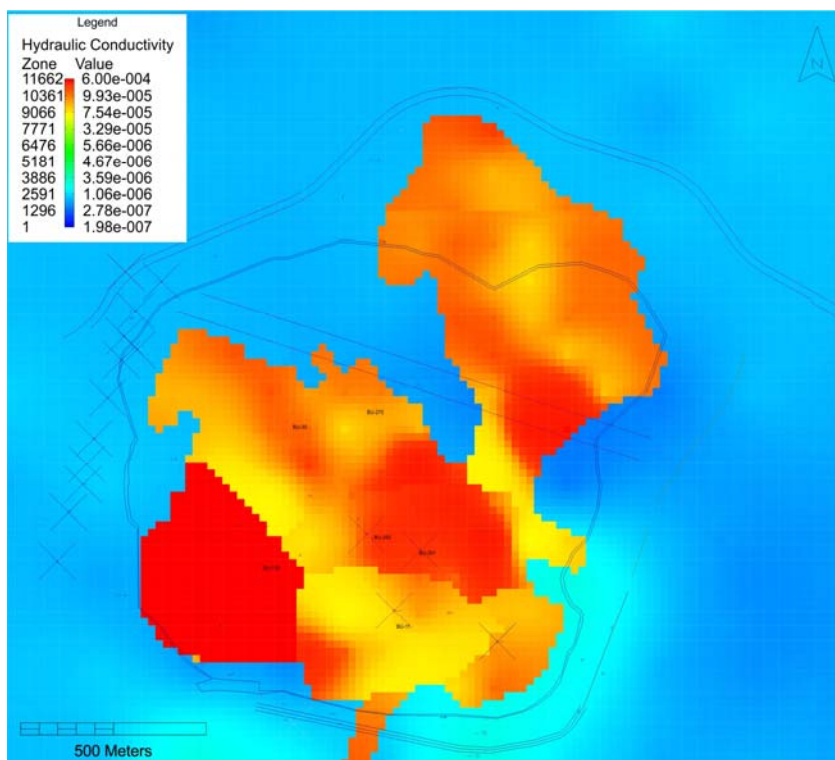 Legend
Hydraulic Conductivity
Zone Value
11662 6.00e-004
10361 9.93e-005
9066 7.54e-005
7771 3.29e-005
6476 5.66e-006
5181 4.67e-006
3886 3.59e-006
2591 1.06e-006
1296 2.78e-007
1 1.98e-007
N
500 Meters